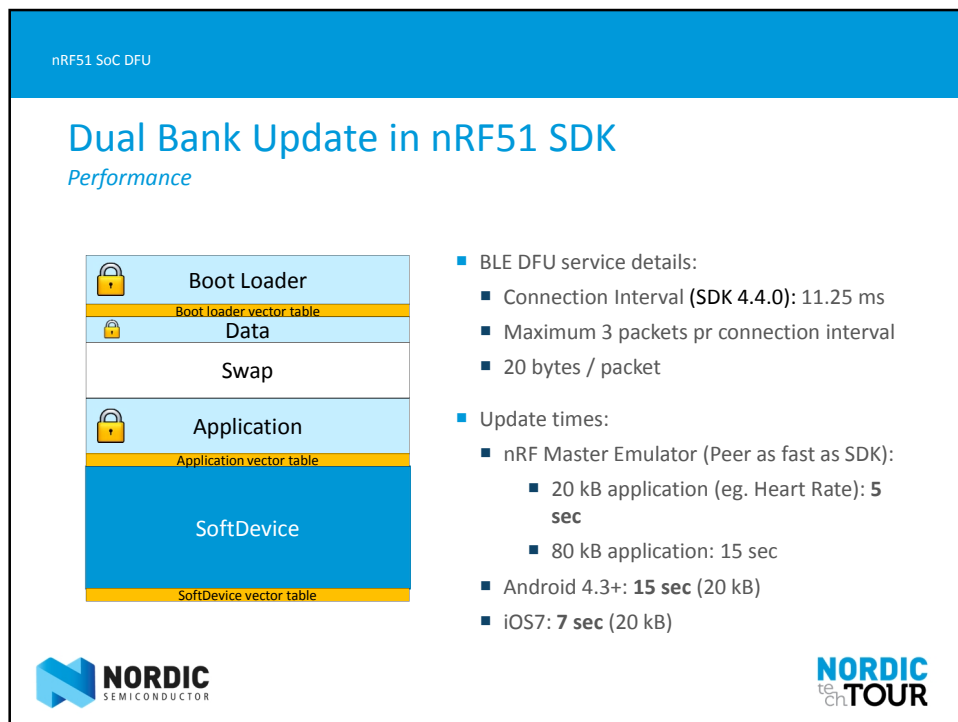 nRF51 SoC DFU
Dual Bank Update in nRF51 SDK
Performance
Boot Loader
Boot loader vector table
Data
Swap
Application
Application vector table
SoftDevice
SoftDevice vector table
BLE DFU service details:
Connection Interval (SDK 4.4.0): 11.25 ms
Maximum 3 packets pr connection interval
20 bytes / packet
Update times:
nRF Master Emulator (Peer as fast as SDK):
20 kB application (eg. Heart Rate): 5
sec
80 kB application: 15 sec
Android 4.3+: 15 sec (20 kB)
iOS7: 7 sec (20 kB)
NORDIC
SEMICONDUCTOR
NORDIC
tech TOUR